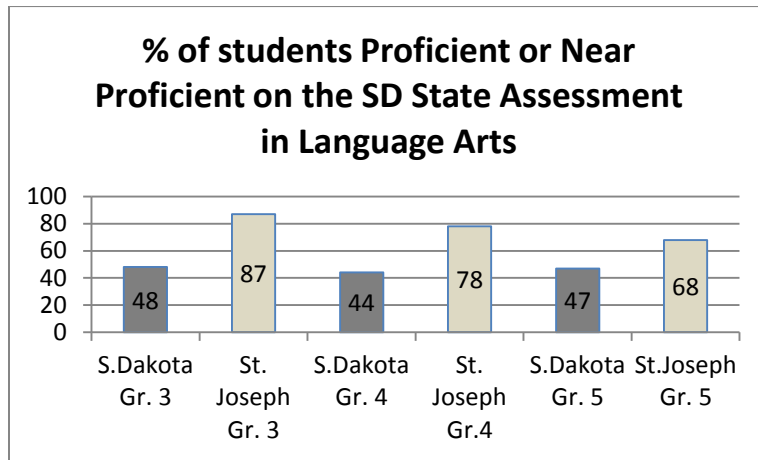 % of students Proficient or Near
Proficient on the SD State Assessment
in Language Arts
100
80
60
40
20
0
48
87
44
78
47
68
S.Dakota
Gr. 3
St.
Joseph
Gr. 3
S.Dakota
Gr. 4
St.
Joseph
Gr.4
S.Dakota
Gr. 5
St.Joseph
Gr. 5